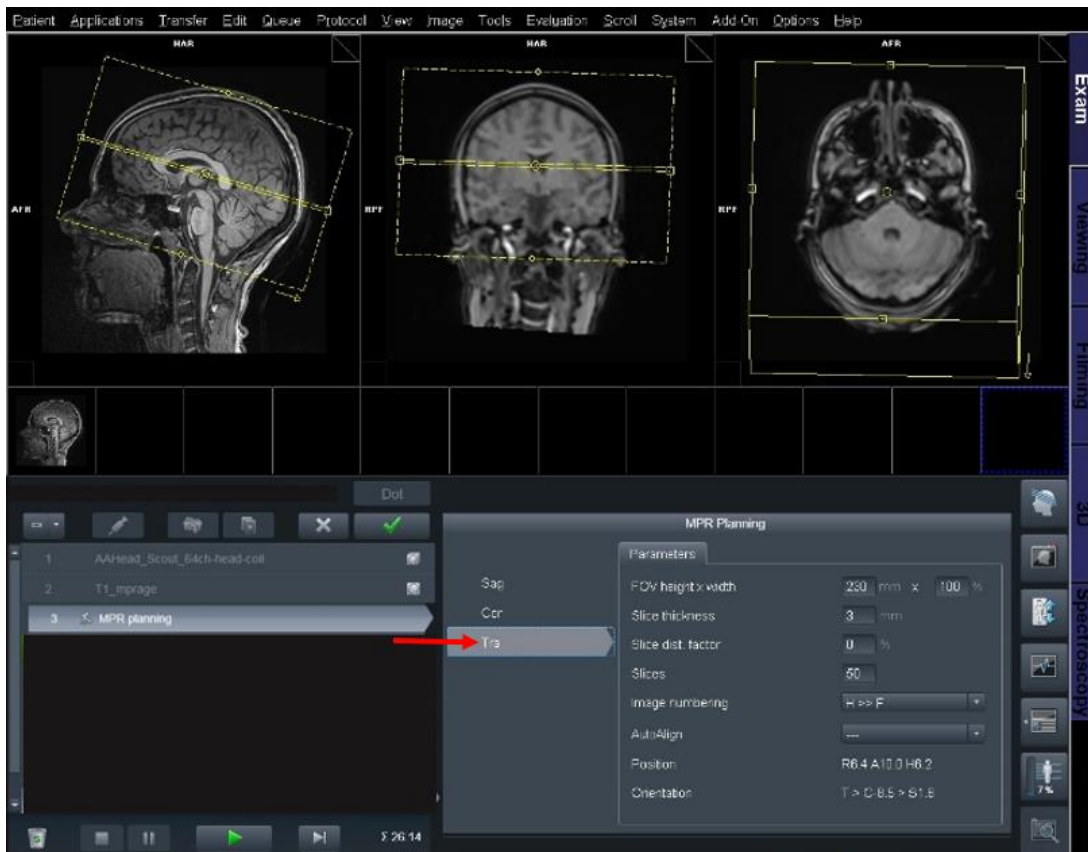 Patient Applications Transfer Edit Queue Protocol View Image Tools Evaluation Scroll System Add-On Options Help
HAR HAR AFR
AFR RPF RPF
Exam
Viewing
Filming
3D
Spectroscopy
Dot
MPR Planning
1 AAHead_Scout_64ch-head-coil
2 T1_mprage
3 MPR planning
Sag
Cor
Tra
Parameters
FOV height x width 230 mm x 100 %
Slice thickness 3 mm
Slice dist. factor 0 %
Slices 50
Image numbering H >> F
AutoAlign ---
Position R6.4 A10.0 H6.2
Orientation T > C-8.5 > S1.6
7%
Σ 26:14